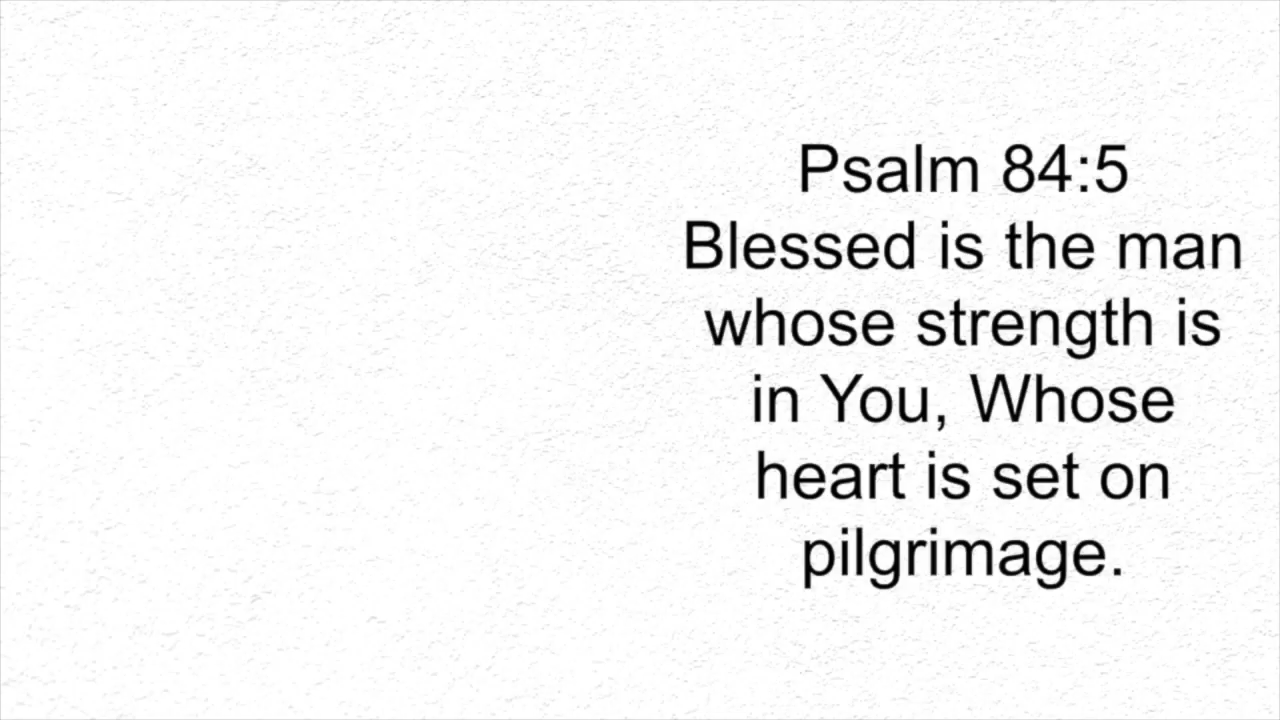 Psalm 84:5
Blessed is the man
whose strength is
in You, Whose
heart is set on
pilgrimage.